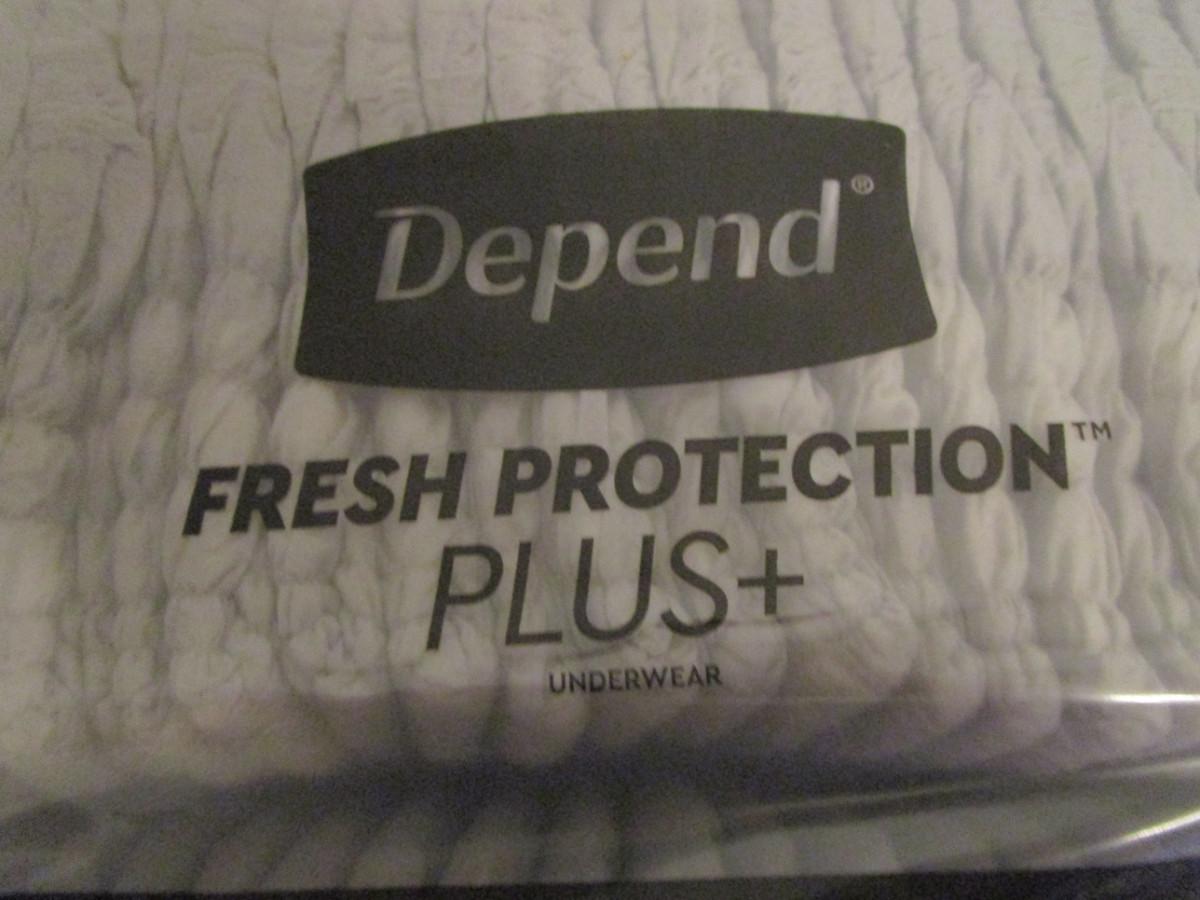 Depend®
FRESH PROTECTION™
PLUS+
UNDERWEAR